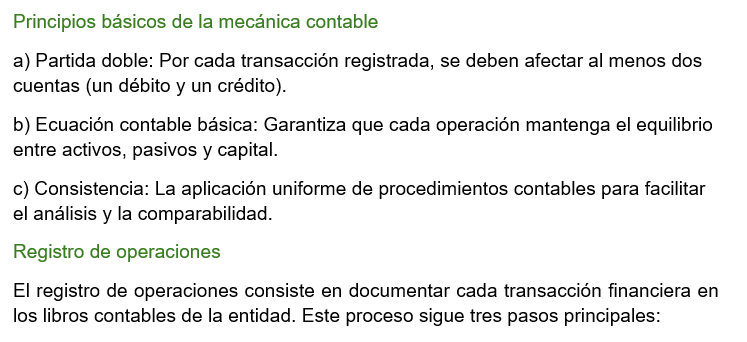 Principios básicos de la mecánica contable
a) Partida doble: Por cada transacción registrada, se deben afectar al menos dos
cuentas (un débito y un crédito).
b) Ecuación contable básica: Garantiza que cada operación mantenga el equilibrio
entre activos, pasivos y capital.
c) Consistencia: La aplicación uniforme de procedimientos contables para facilitar
el análisis y la comparabilidad.
Registro de operaciones
El registro de operaciones consiste en documentar cada transacción financiera en
los libros contables de la entidad. Este proceso sigue tres pasos principales: